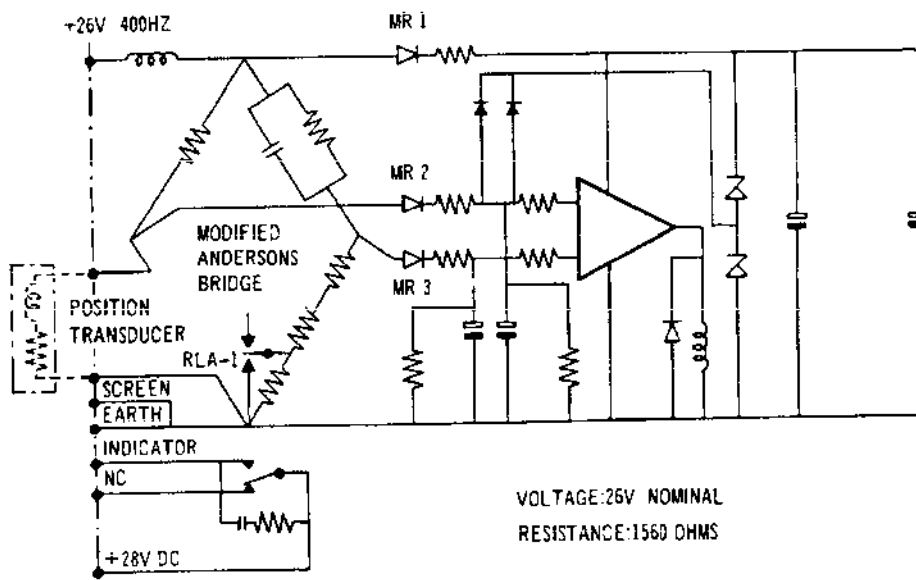 +26V 400HZ
MR 1
MR 2
MODIFIED
ANDERSONS
BRIDGE
MR 3
POSITION
TRANSDUCER
RLA-1
SCREEN
EARTH
INDICATOR
NC
+28V DC
VOLTAGE:26V NOMINAL
RESISTANCE:1560 OHMS